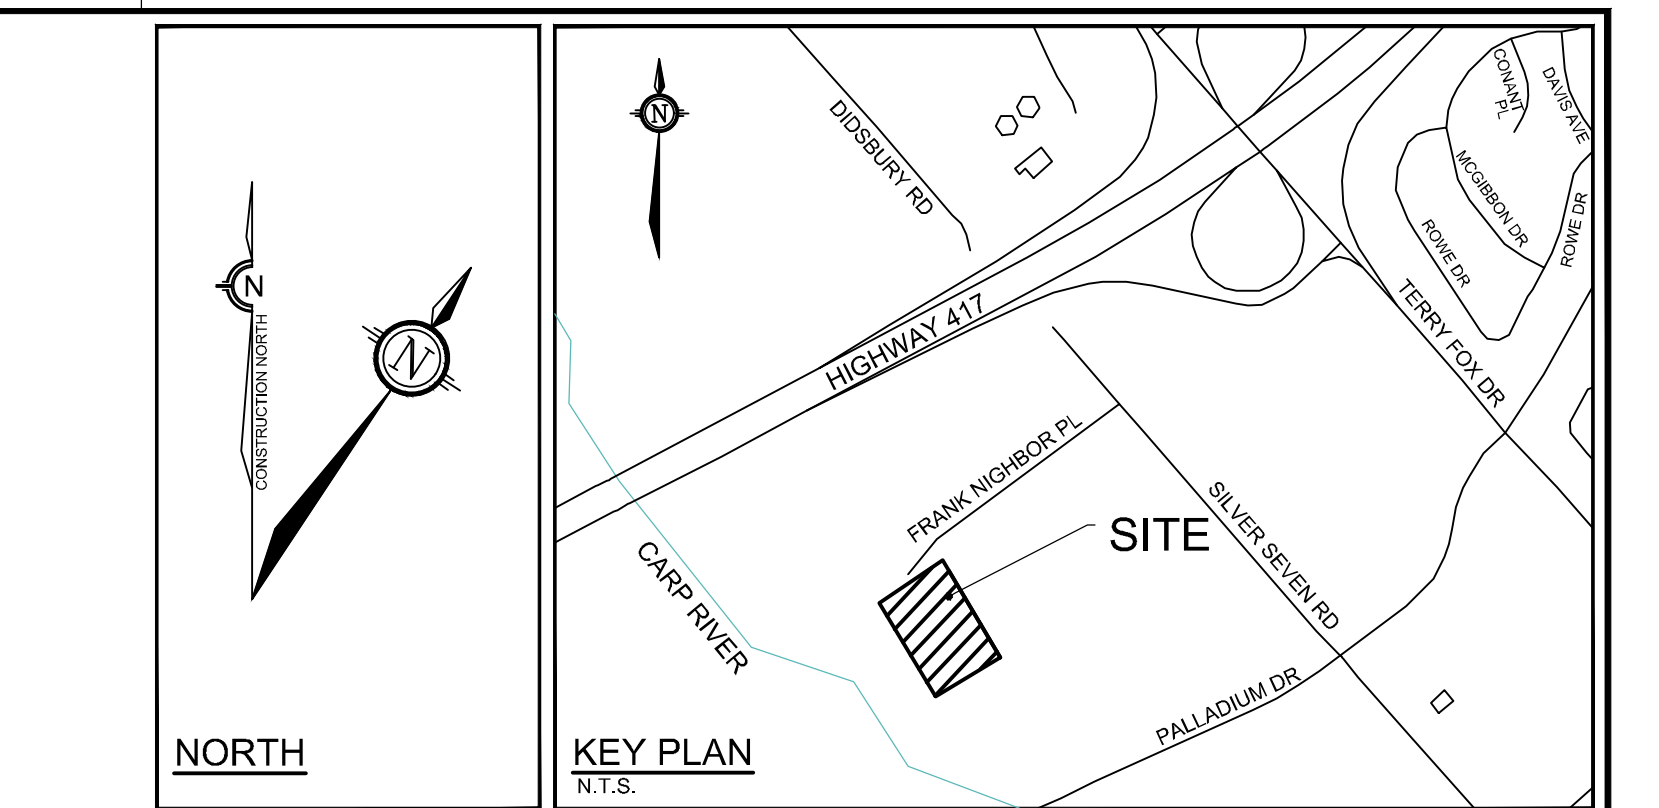 N
CONSTRUCTION NORTH
N
NORTH
N
DIDSBURY RD
CONANT
PL
DAVIS AVE
MCGIBBON DR
ROWE DR
ROWE DR
TERRY FOX DR
HIGHWAY 417
FRANK NIGHBOR PL
SITE
SILVER SEVEN RD
CARP RIVER
PALLADIUM DR
KEY PLAN
N.T.S.